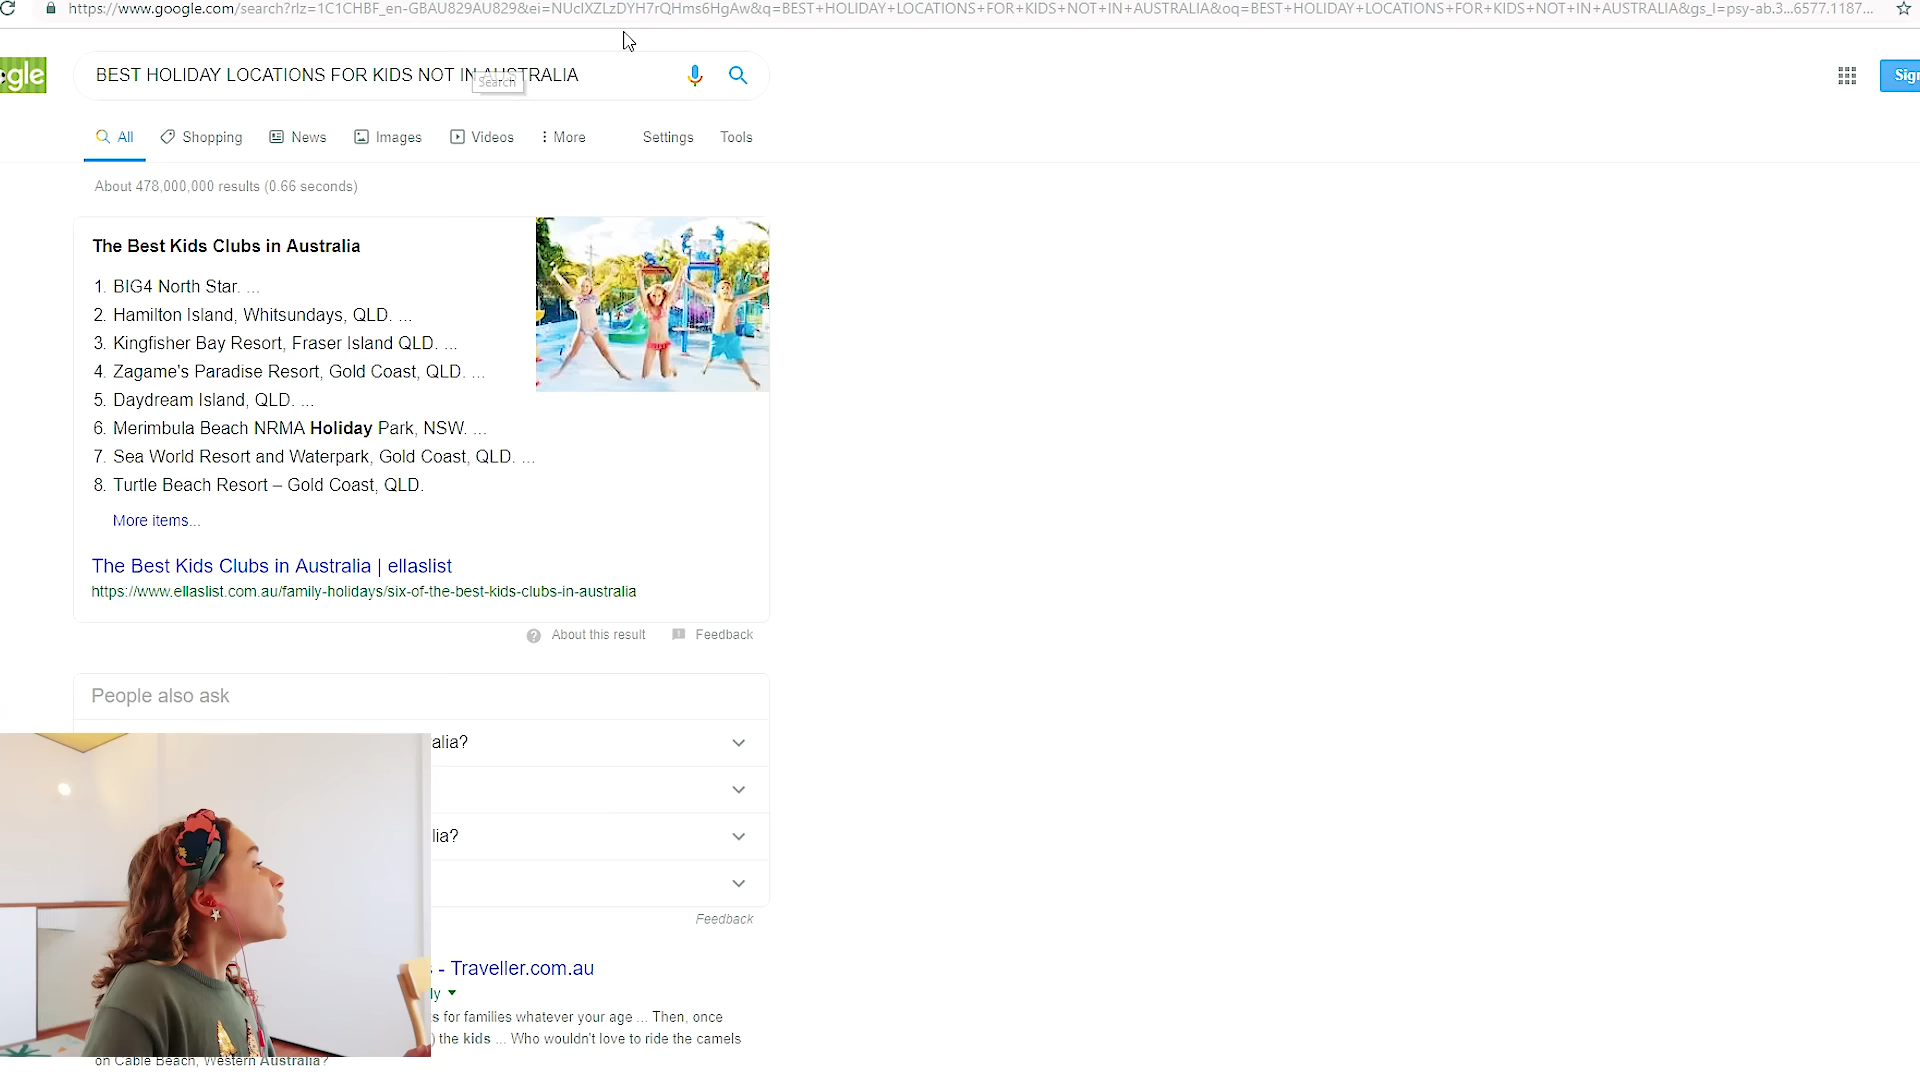 https://www.google.com/search?rlz=1C1CHBF_en-GBAU829AU829&ei=NUcIXZLzDYH7rQHms6HgAw&q=BEST+HOLIDAY+LOCATIONS+FOR+KIDS+NOT+IN+AUSTRALIA&oq=BEST+HOLIDAY+LOCATIONS+FOR+KIDS+NOT+IN+AUSTRALIA&gs_l=psy-ab.3...6577.1187...
gle
BEST HOLIDAY LOCATIONS FOR KIDS NOT IN AUSTRALIA
Search
Sign
All Shopping News Images Videos More Settings Tools
About 478,000,000 results (0.66 seconds)
The Best Kids Clubs in Australia
1. BIG4 North Star. ...
2. Hamilton Island, Whitsundays, QLD. ...
3. Kingfisher Bay Resort, Fraser Island QLD. ...
4. Zagame's Paradise Resort, Gold Coast, QLD. ...
5. Daydream Island, QLD. ...
6. Merimbula Beach NRMA Holiday Park, NSW. ...
7. Sea World Resort and Waterpark, Gold Coast, QLD. ...
8. Turtle Beach Resort – Gold Coast, QLD.
More items...
The Best Kids Clubs in Australia | ellaslist
https://www.ellaslist.com.au/family-holidays/six-of-the-best-kids-clubs-in-australia
About this result Feedback
People also ask
alia?
lia?
Feedback
- Traveller.com.au
ly
s for families whatever your age ... Then, once
) the kids ... Who wouldn't love to ride the camels
on Cable Beach, Western Australia?